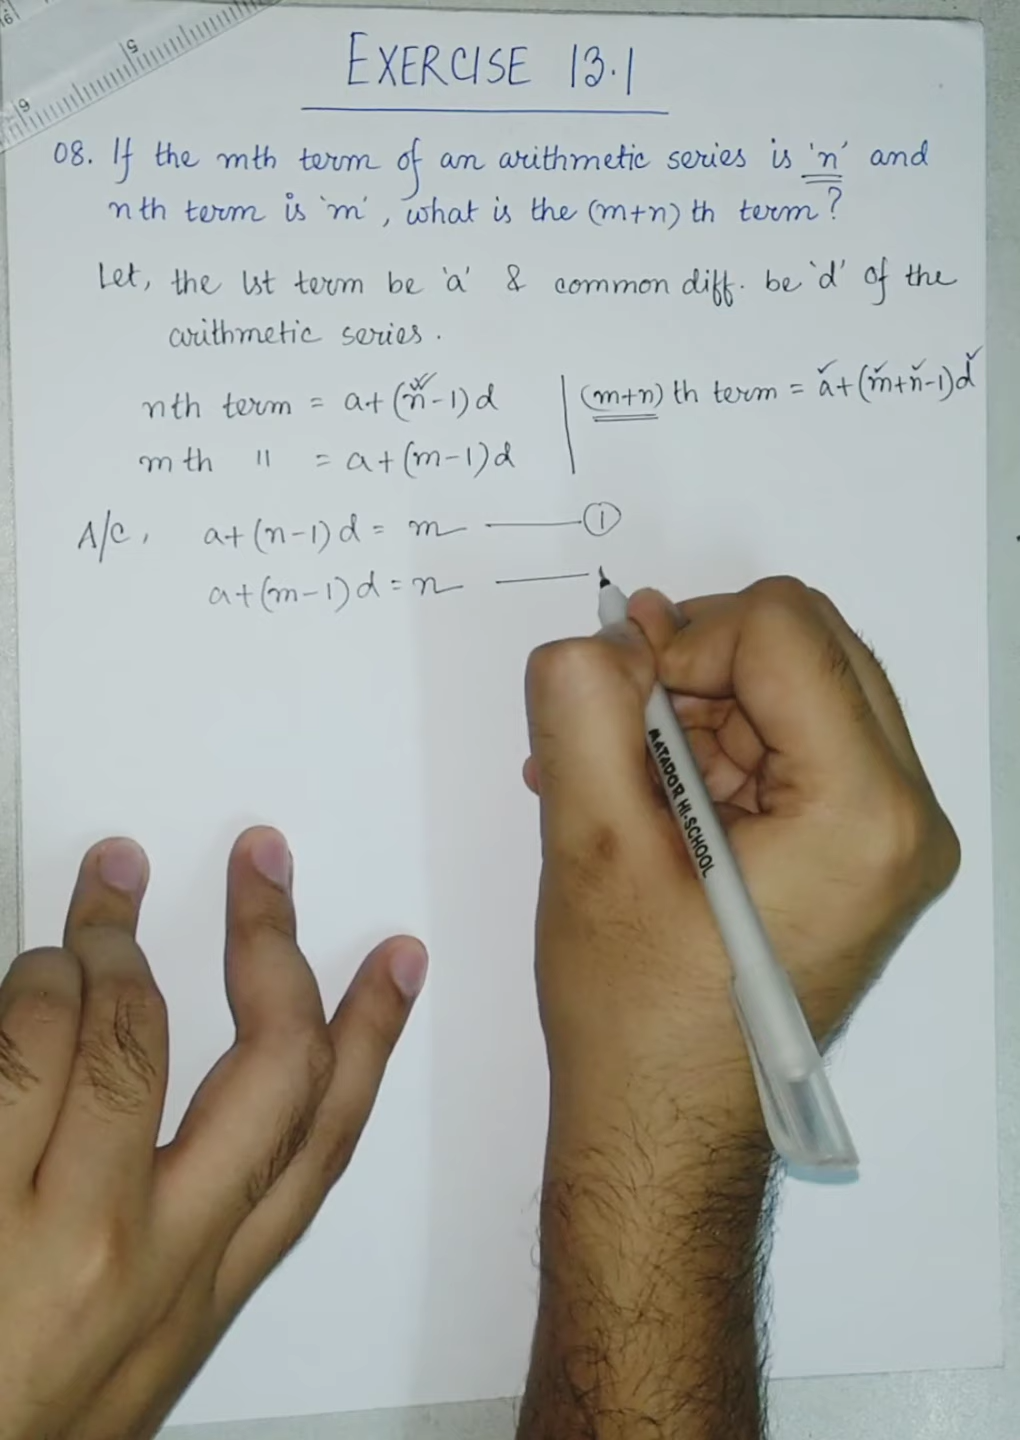 EXERCISE 13.1
08. If the mth term of an arithmetic series is 'n' and
nth term is 'm', what is the (m+n) th term?
Let, the 1st term be 'a' & common diff. be 'd' of the
arithmetic series.
nth term = a+(n-1)d
(m+n) th term = a+(m+n-1)d
mth " = a+(m-1)d
A/C, a+(n-1)d = m ——— ①
a+(m-1)d = n ———
MATADOR HI-SCHOOL
5
6